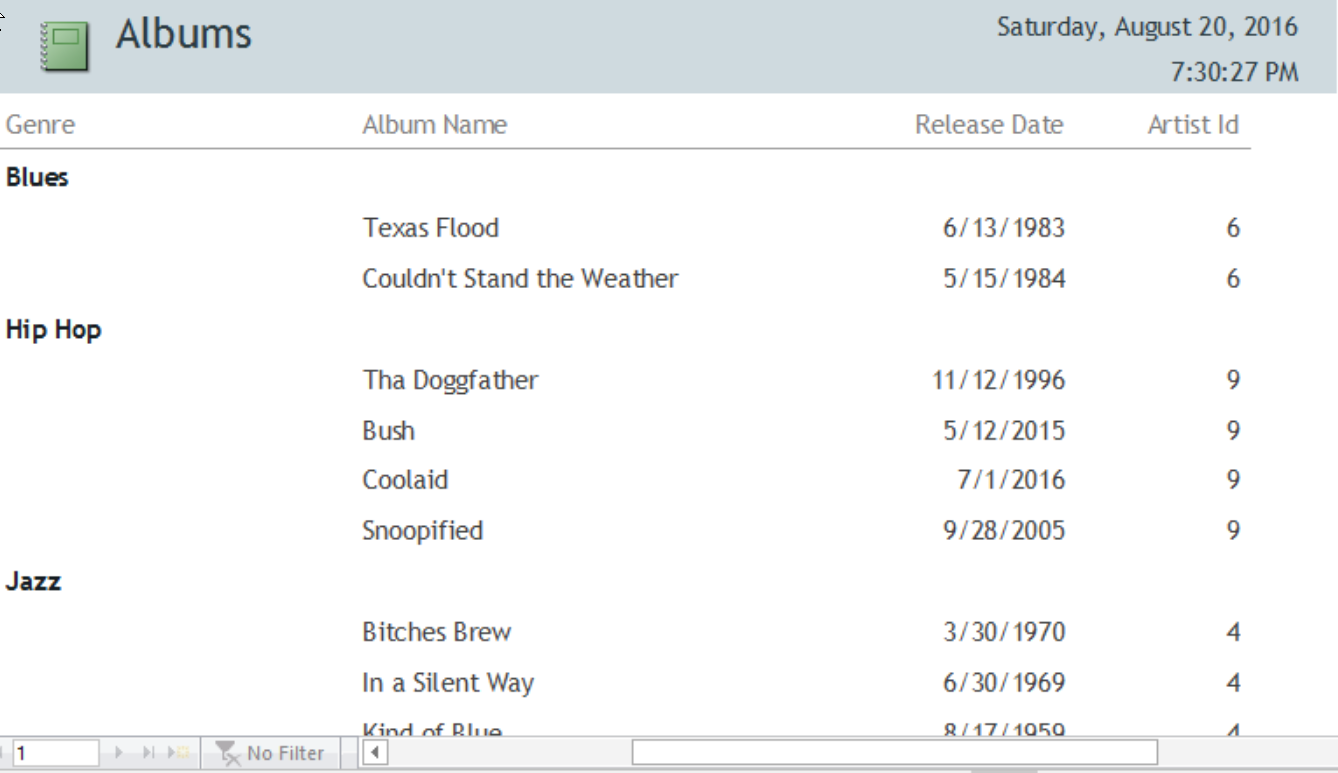 Albums
Saturday, August 20, 2016
7:30:27 PM
Genre Album Name Release Date Artist Id
Blues
Texas Flood 6/13/1983 6
Couldn't Stand the Weather 5/15/1984 6
Hip Hop
Tha Doggfather 11/12/1996 9
Bush 5/12/2015 9
Coolaid 7/1/2016 9
Snoopified 9/28/2005 9
Jazz
Bitches Brew 3/30/1970 4
In a Silent Way 6/30/1969 4
Kind of Blue 8/17/1959 4
1 No Filter